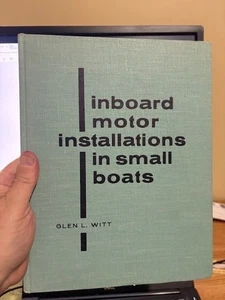 inboard
motor
installations
in small
boats
GLEN L. WITT